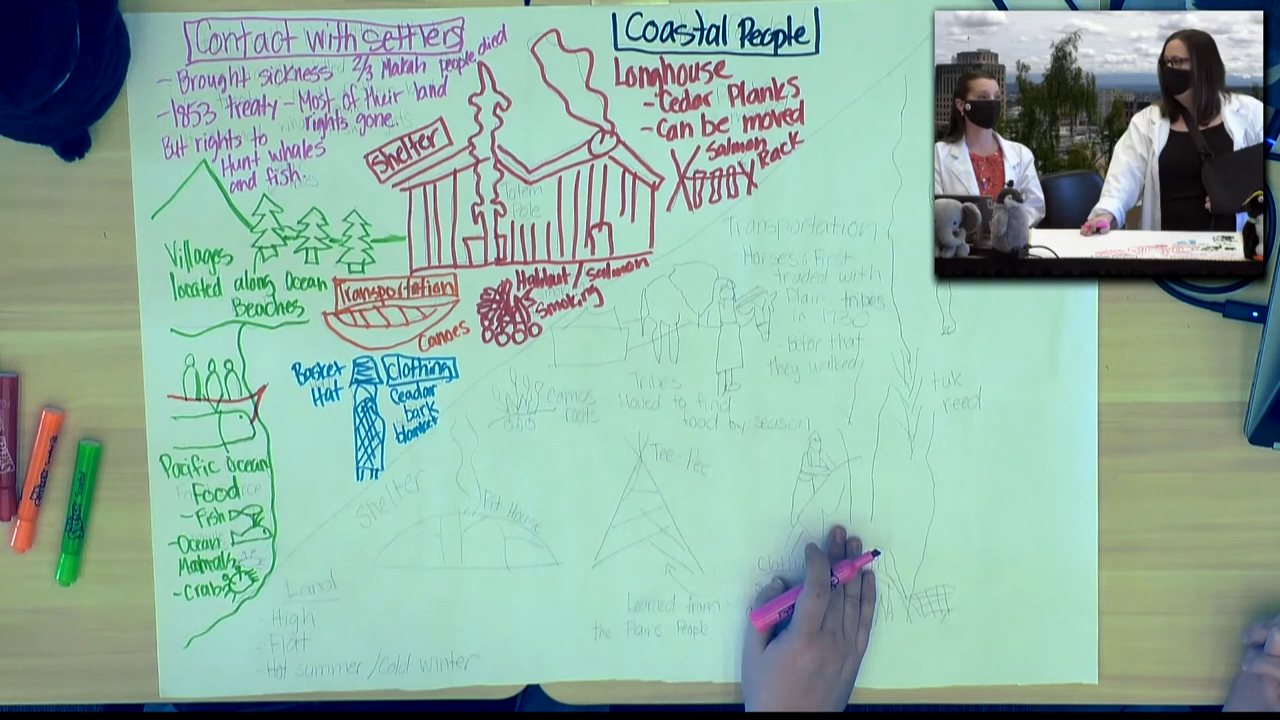 Contact with settlers
- Brought sickness 2/3 Makah people died
- 1853 treaty - Most of their land
rights gone
But rights to
Hunt whales
and fish.
Coastal People
Longhouse
- Cedar Planks
- Can be moved
Salmon
Rack
Shelter
Totem
Pole
Villages
located along Ocean
Beaches
Transportation
Canoes
Halibut / Salmon
Smoking
Basket
Hat
Clothing
Ceadar
bark
blanket
Pacific Ocean
Food
- Fish
- Ocean
Mamals
- Crabs
Transportation
Horses: First
traded with
Plain tribes
in 1730
- Befor that
they walked
Camas
roots
Tribes
Moved to find
food by season
tuk
reed
Shelter
Pit House
Tee-Pee
Learned from
the Plains People
Land
- High
- Flat
- Hot summer / cold winter